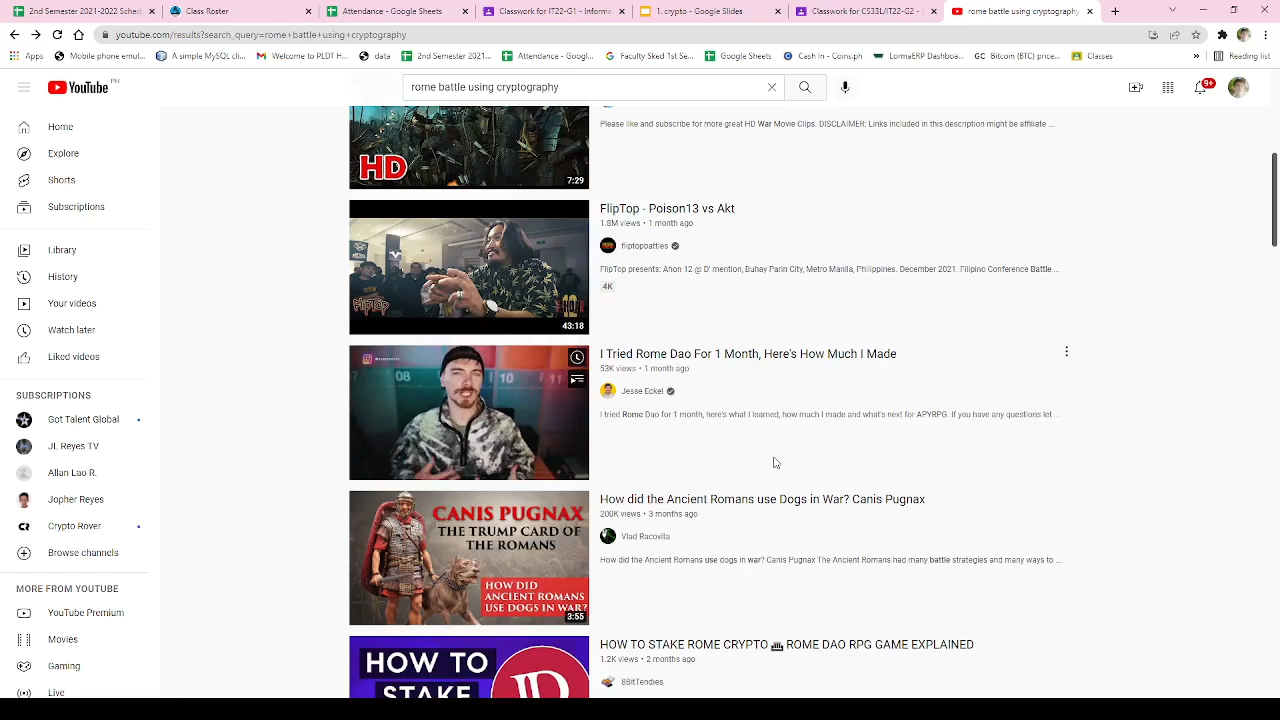 2nd Semester 2021-2022 Sched
Class Roster
Attendance - Google Sheets
Classwork for IT22-G1 - Informa
1. crypto - Google Slides
Classwork for CS33L/IT22-G2 -
rome battle using cryptography
youtube.com/results?search_query=rome+battle+using+cryptography
Apps
Mobile phone emul...
A simple MySQL cli...
Welcome to PLDT H...
data
2nd Semester 2021...
Attendance - Googl...
Faculty Sked 1st Se...
Google Sheets
Cash In - Coins.ph
LormaERP Dashboa...
Bitcoin (BTC) price...
Classes
Reading list
YouTube PH
rome battle using cryptography
9+
Home
Explore
Shorts
Subscriptions
Library
History
Your videos
Watch later
Liked videos
SUBSCRIPTIONS
Got Talent Global
JL Reyes TV
Allan Lao R.
Jopher Reyes
Crypto Rover
Browse channels
MORE FROM YOUTUBE
YouTube Premium
Movies
Gaming
Live
HD
7:29
Please like and subscribe for more great HD War Movie Clips. DISCLAIMER: Links included in this description might be affiliate ...
FlipTop
43:18
FlipTop - Poison13 vs Akt
1.8M views • 1 month ago
fliptopbattles
FlipTop presents: Ahon 12 @ D' mention, Buhay Parin City, Metro Manila, Philippines. December 2021. Filipino Conference Battle ...
4K
08
10
11
I Tried Rome Dao For 1 Month, Here's How Much I Made
53K views • 1 month ago
Jesse Eckel
I tried Rome Dao for 1 month, here's what I learned, how much I made and what's next for APYRPG. If you have any questions let ...
CANIS PUGNAX
THE TRUMP CARD OF
THE ROMANS
HOW DID
ANCIENT ROMANS
USE DOGS IN WAR?
3:55
How did the Ancient Romans use Dogs in War? Canis Pugnax
200K views • 3 months ago
Vlad Racovita
How did the Ancient Romans use dogs in war? Canis Pugnax The Ancient Romans had many battle strategies and many ways to ...
HOW TO
STAKE
HOW TO STAKE ROME CRYPTO 🏛 ROME DAO RPG GAME EXPLAINED
1.2K views • 2 months ago
8BitTendies